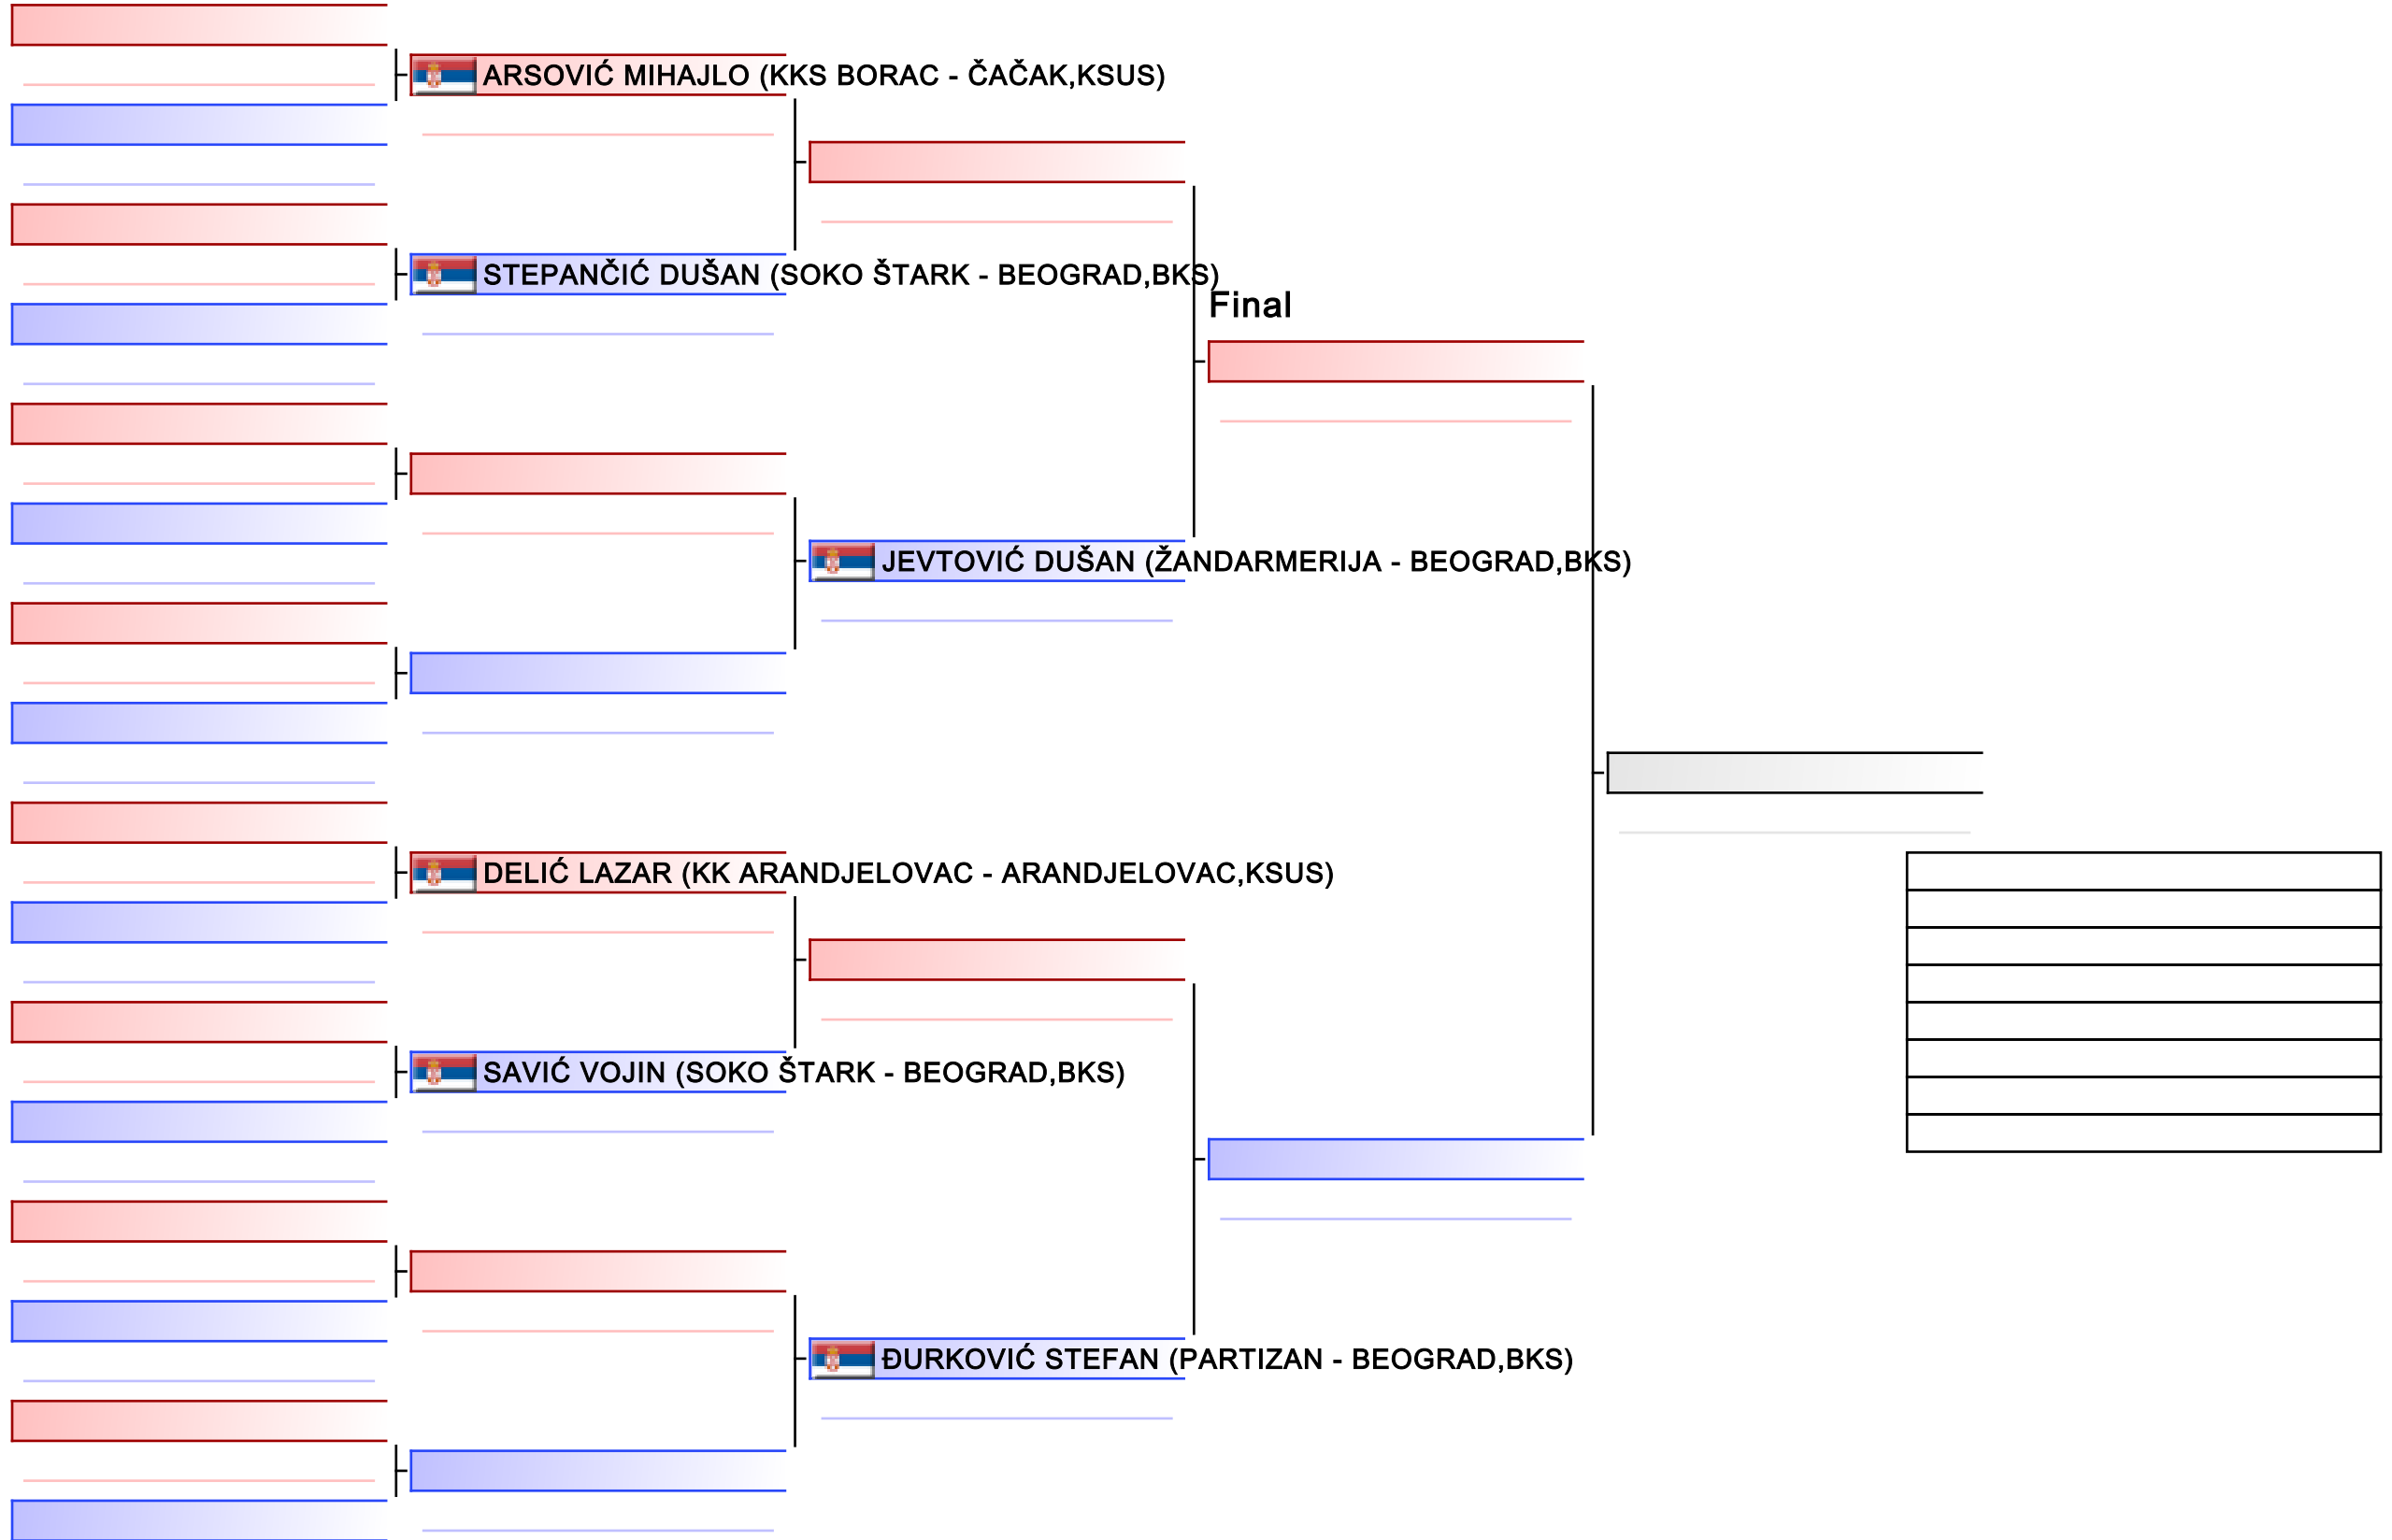 ARSOVIĆ MIHAJLO (KKS BORAC - ČAČAK,KSUS)
STEPANČIĆ DUŠAN (SOKO ŠTARK - BEOGRAD,BKS)
Final
JEVTOVIĆ DUŠAN (ŽANDARMERIJA - BEOGRAD,BKS)
DELIĆ LAZAR (KK ARANDJELOVAC - ARANDJELOVAC,KSUS)
SAVIĆ VOJIN (SOKO ŠTARK - BEOGRAD,BKS)
ĐURKOVIĆ STEFAN (PARTIZAN - BEOGRAD,BKS)